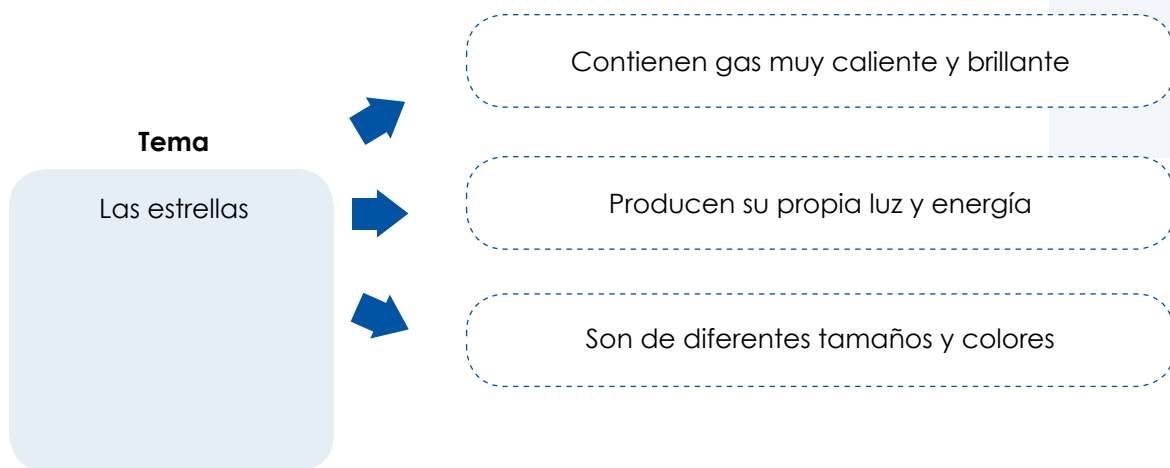 Tema
Las estrellas
Contienen gas muy caliente y brillante
Producen su propia luz y energía
Son de diferentes tamaños y colores